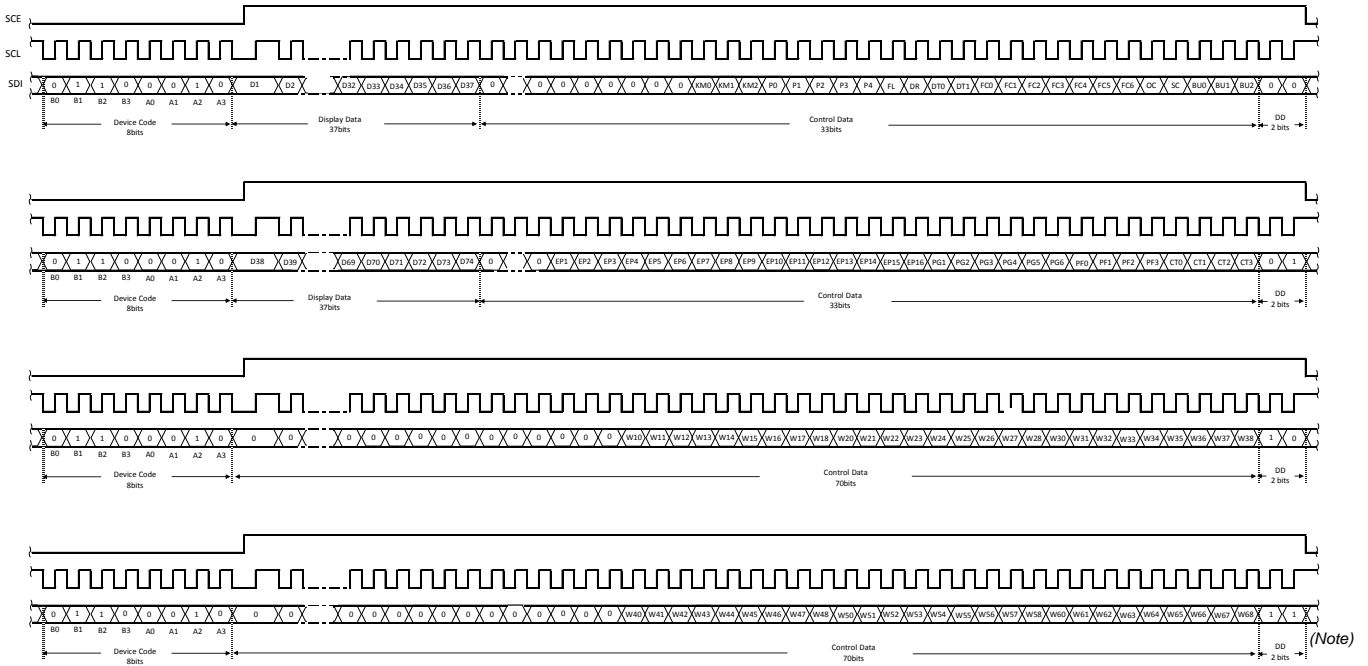 SCE
SCL
SDI 0 1 1 0 0 0 1 0 D1 D2 D32 D33 D34 D35 D36 D37 0 0 0 0 0 0 0 0 KM0 KM1 KM2 P0 P1 P2 P3 P4 FL DR DT0 DT1 FC0 FC1 FC2 FC3 FC4 FC5 FC6 OC SC BU0 BU1 BU2 0 0
B0 B1 B2 B3 A0 A1 A2 A3
Device Code Display Data Control Data DD
8bits 37bits 33bits 2 bits
0 1 1 0 0 0 1 0 D38 D39 D69 D70 D71 D72 D73 D74 0 0 EP1 EP2 EP3 EP4 EP5 EP6 EP7 EP8 EP9 EP10 EP11 EP12 EP13 EP14 EP15 EP16 PG1 PG2 PG3 PG4 PG5 PG6 PF0 PF1 PF2 PF3 CT0 CT1 CT2 CT3 0 1
B0 B1 B2 B3 A0 A1 A2 A3
Device Code Display Data Control Data DD
8bits 37bits 33bits 2 bits
0 1 1 0 0 0 1 0 0 0 0 0 0 0 0 0 0 0 0 0 0 0 W10 W11 W12 W13 W14 W15 W16 W17 W18 W20 W21 W22 W23 W24 W25 W26 W27 W28 W30 W31 W32 W33 W34 W35 W36 W37 W38 1 0
B0 B1 B2 B3 A0 A1 A2 A3
Device Code Control Data DD
8bits 70bits 2 bits
0 1 1 0 0 0 1 0 0 0 0 0 0 0 0 0 0 0 0 0 0 0 W40 W41 W42 W43 W44 W45 W46 W47 W48 W50 W51 W52 W53 W54 W55 W56 W57 W58 W60 W61 W62 W63 W64 W65 W66 W67 W68 1 1
B0 B1 B2 B3 A0 A1 A2 A3 (Note)
Device Code Control Data DD
8bits 70bits 2 bits